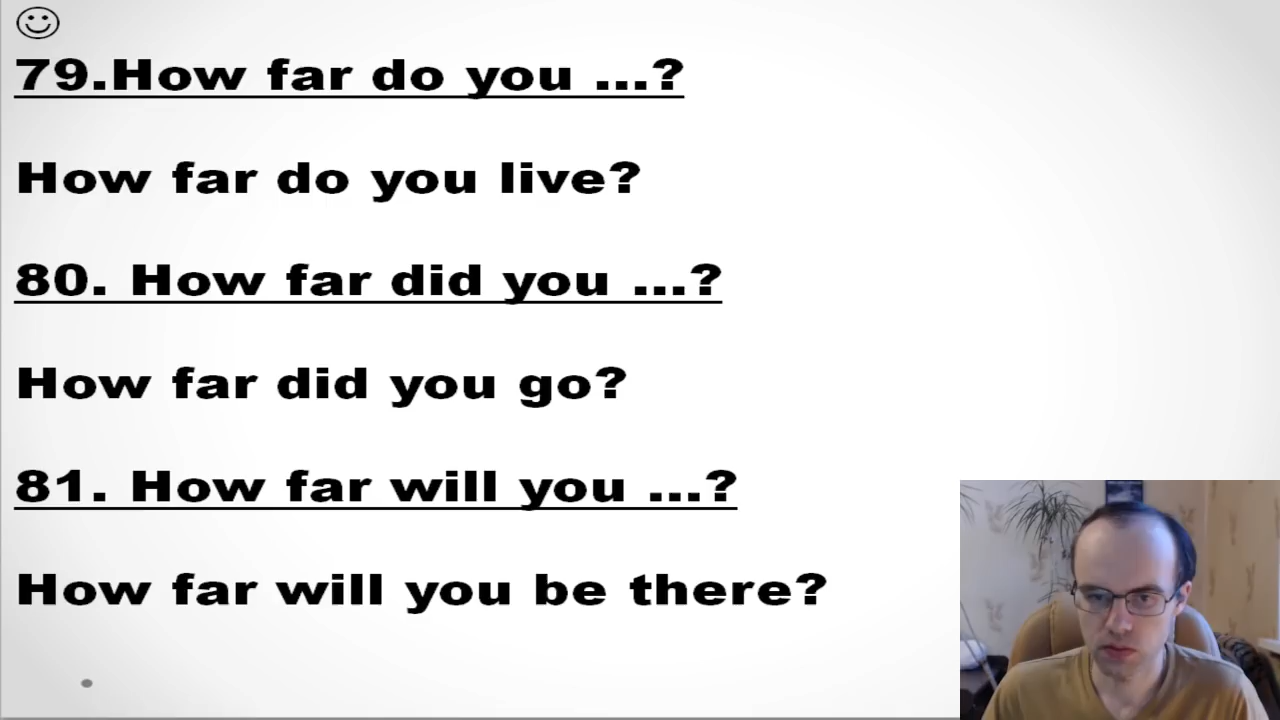 79.How far do you ...?
How far do you live?
80. How far did you ...?
How far did you go?
81. How far will you ...?
How far will you be there?